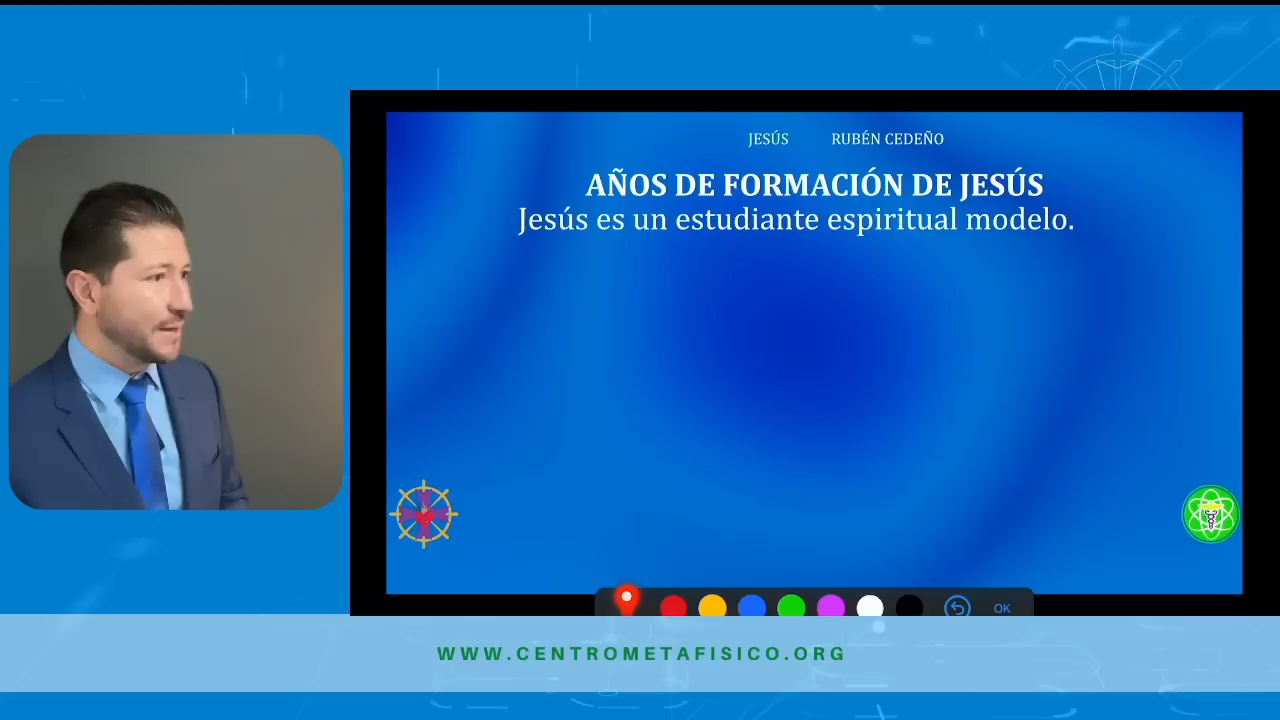 JESÚS RUBÉN CEDEÑO
AÑOS DE FORMACIÓN DE JESÚS
Jesús es un estudiante espiritual modelo.
OK
WWW.CENTROMETAFISICO.ORG